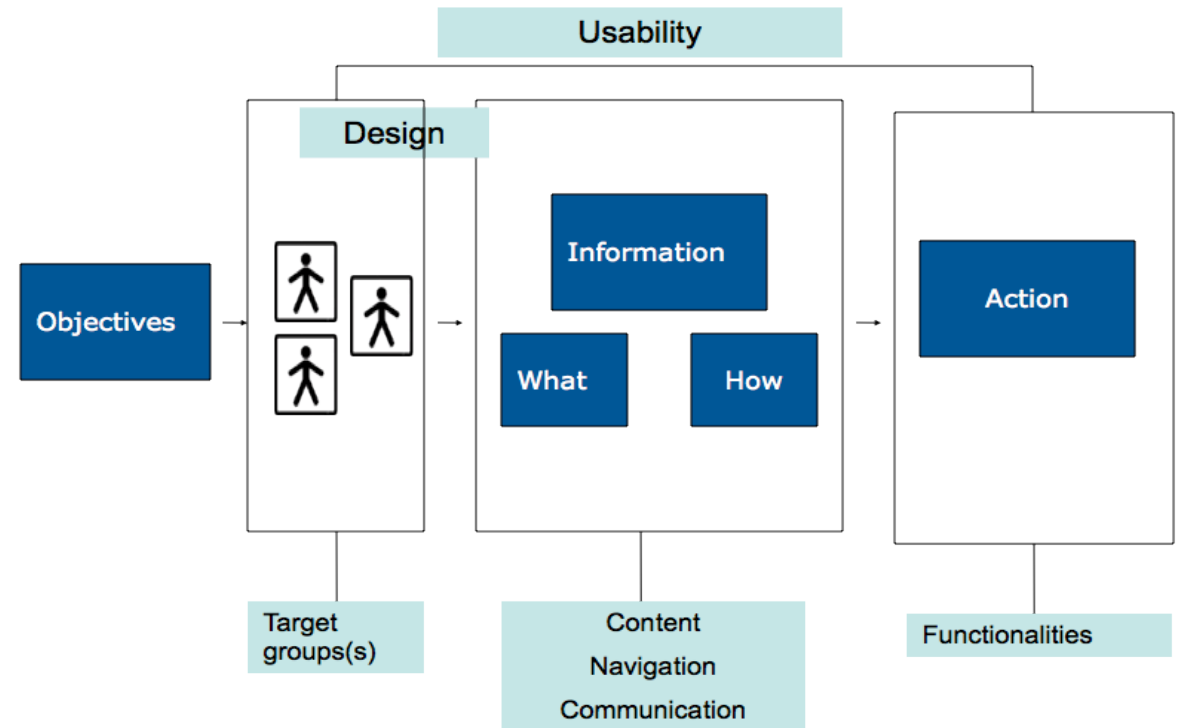 Usability
Design
Objectives
Information
What
How
Action
Target
groups(s)
Content
Navigation
Communication
Functionalities